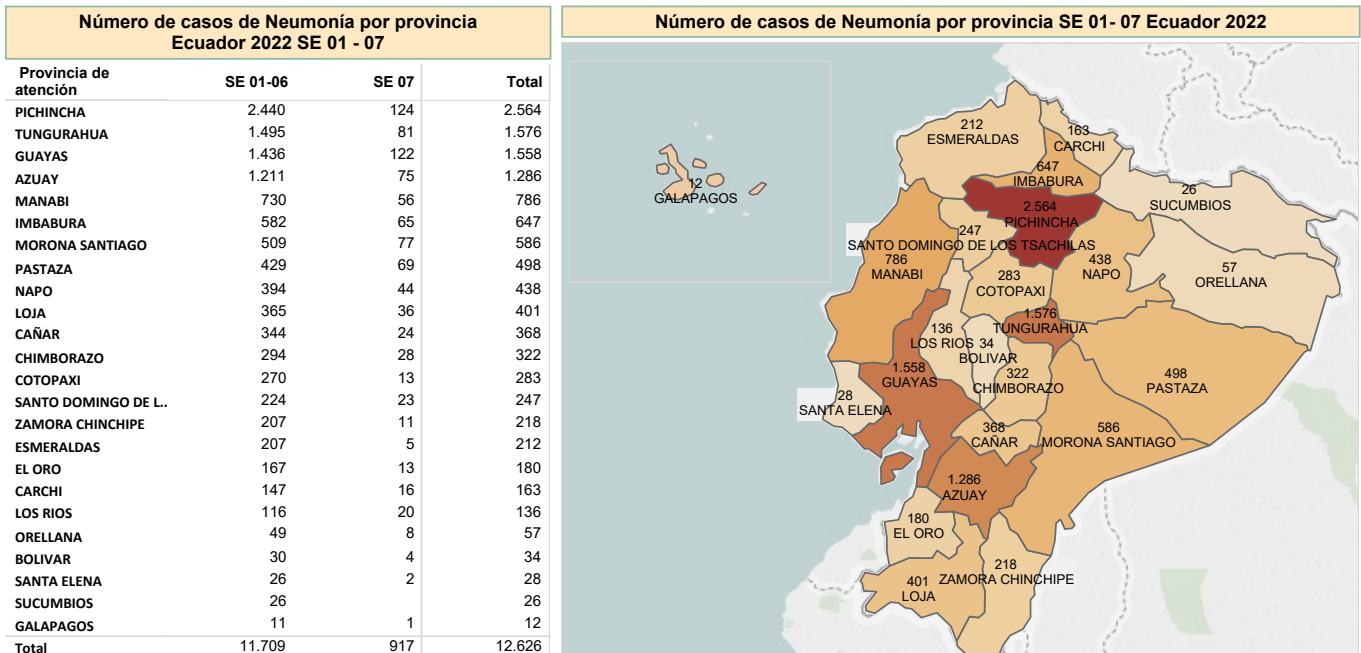 Número de casos de Neumonía por provincia
Ecuador 2022 SE 01 - 07
Provincia de
atención SE 01-06 SE 07 Total
PICHINCHA 2.440 124 2.564
TUNGURAHUA 1.495 81 1.576
GUAYAS 1.436 122 1.558
AZUAY 1.211 75 1.286
MANABI 730 56 786
IMBABURA 582 65 647
MORONA SANTIAGO 509 77 586
PASTAZA 429 69 498
NAPO 394 44 438
LOJA 365 36 401
CAÑAR 344 24 368
CHIMBORAZO 294 28 322
COTOPAXI 270 13 283
SANTO DOMINGO DE L.. 224 23 247
ZAMORA CHINCHIPE 207 11 218
ESMERALDAS 207 5 212
EL ORO 167 13 180
CARCHI 147 16 163
LOS RIOS 116 20 136
ORELLANA 49 8 57
BOLIVAR 30 4 34
SANTA ELENA 26 2 28
SUCUMBIOS 26 26
GALAPAGOS 11 1 12
Total 11.709 917 12.626
Número de casos de Neumonía por provincia SE 01- 07 Ecuador 2022
212
ESMERALDAS
163
CARCHI
647
IMBABURA
12
GALAPAGOS
26
SUCUMBIOS
2.564
PICHINCHA
247
SANTO DOMINGO DE LOS TSACHILAS
786
MANABI
438
NAPO
57
ORELLANA
283
COTOPAXI
1.576
TUNGURAHUA
136
LOS RIOS
34
BOLIVAR
1.558
GUAYAS
322
CHIMBORAZO
498
PASTAZA
28
SANTA ELENA
368
CAÑAR
586
MORONA SANTIAGO
1.286
AZUAY
180
EL ORO
401
LOJA
218
ZAMORA CHINCHIPE